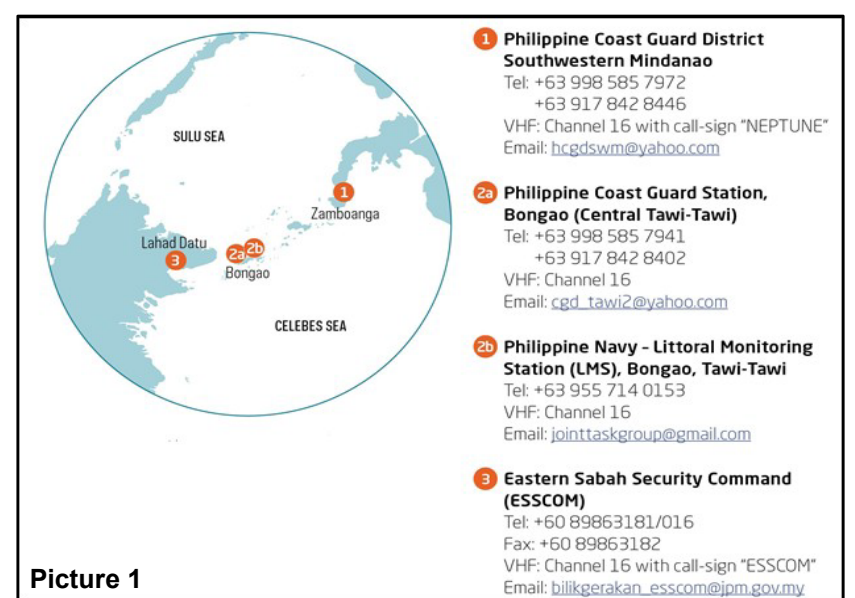 SULU SEA
1
Zamboanga
Lahad Datu
3
2a
2b
Bongao
CELEBES SEA
1 Philippine Coast Guard District
Southwestern Mindanao
Tel: +63 998 585 7972
+63 917 842 8446
VHF: Channel 16 with call-sign "NEPTUNE"
Email: hcgdswm@yahoo.com
2a Philippine Coast Guard Station,
Bongao (Central Tawi-Tawi)
Tel: +63 998 585 7941
+63 917 842 8402
VHF: Channel 16
Email: cgd_tawi2@yahoo.com
2b Philippine Navy – Littoral Monitoring
Station (LMS), Bongao, Tawi-Tawi
Tel: +63 955 714 0153
VHF: Channel 16
Email: jointtaskgroup@gmail.com
3 Eastern Sabah Security Command
(ESSCOM)
Tel: +60 89863181/016
Fax: +60 89863182
VHF: Channel 16 with call-sign "ESSCOM"
Email: bilikgerakan_esscom@jpm.gov.my
Picture 1